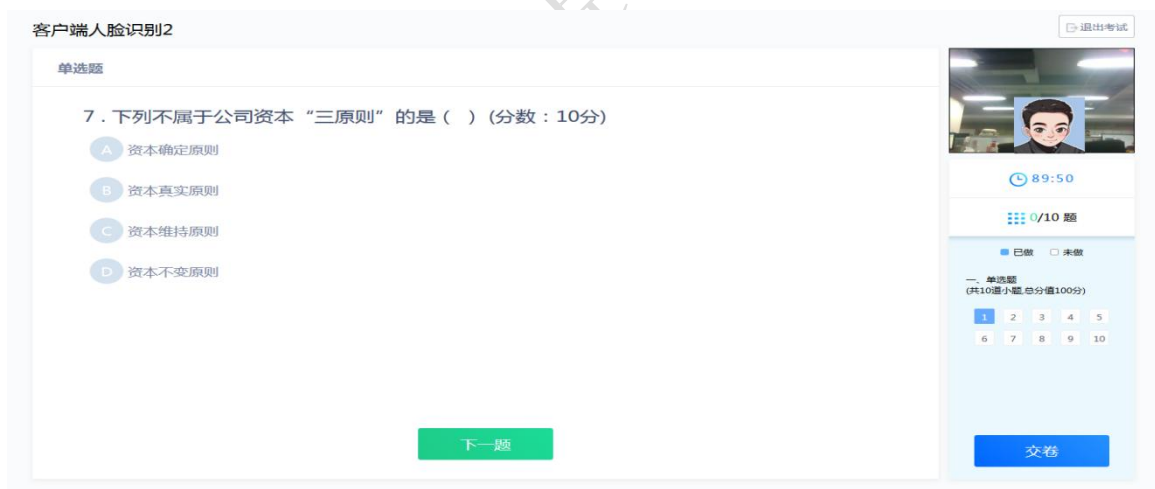 客户端人脸识别2
退出考试
单选题
7．下列不属于公司资本“三原则”的是（ ）(分数：10分)
A 资本确定原则
B 资本真实原则
C 资本维持原则
D 资本不变原则
下一题
89:50
0/10 题
已做 未做
一、单选题
(共10道小题,总分值100分)
1 2 3 4 5
6 7 8 9 10
交卷